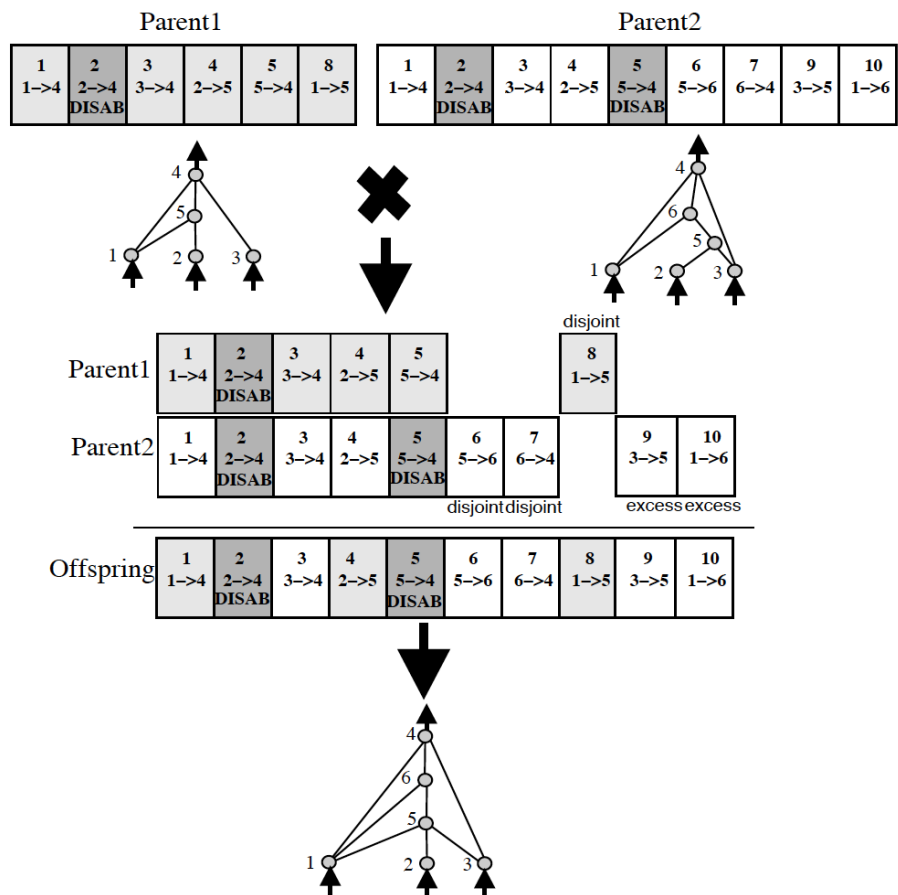 Parent1 Parent2
1 2 3 4 5 8 1 2 3 4 5 6 7 9 10
1–>4 2–>4 3–>4 2–>5 5–>4 1–>5 1–>4 2–>4 3–>4 2–>5 5–>4 5–>6 6–>4 3–>5 1–>6
DISAB DISAB DISAB
4 4
5 6
5
1 2 3 1 2 3
disjoint
Parent1 1 2 3 4 5 8
1–>4 2–>4 3–>4 2–>5 5–>4 1–>5
DISAB
Parent2 1 2 3 4 5 6 7 9 10
1–>4 2–>4 3–>4 2–>5 5–>4 5–>6 6–>4 3–>5 1–>6
DISAB DISAB
disjoint disjoint excess excess
Offspring 1 2 3 4 5 6 7 8 9 10
1–>4 2–>4 3–>4 2–>5 5–>4 5–>6 6–>4 1–>5 3–>5 1–>6
DISAB DISAB
4
6
5
1 2 3